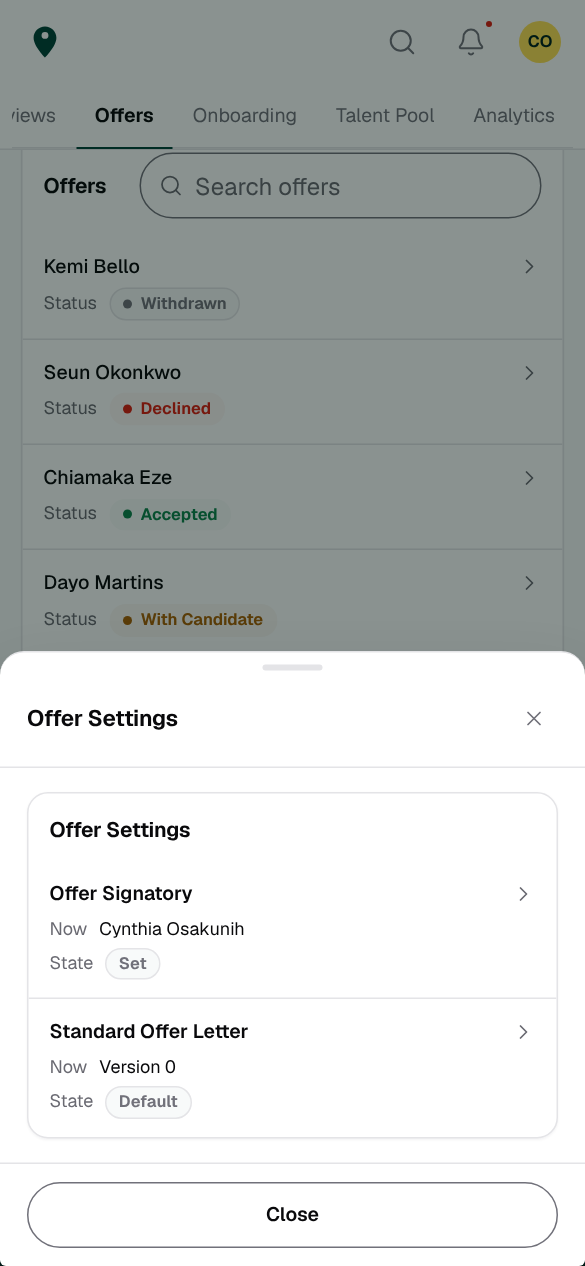 CO
views
Offers
Onboarding
Talent Pool
Analytics
Offers
Search offers
Kemi Bello
Status Withdrawn
Seun Okonkwo
Status Declined
Chiamaka Eze
Status Accepted
Dayo Martins
Status With Candidate
Offer Settings
Offer Settings
Offer Signatory
Now Cynthia Osakunih
State Set
Standard Offer Letter
Now Version 0
State Default
Close